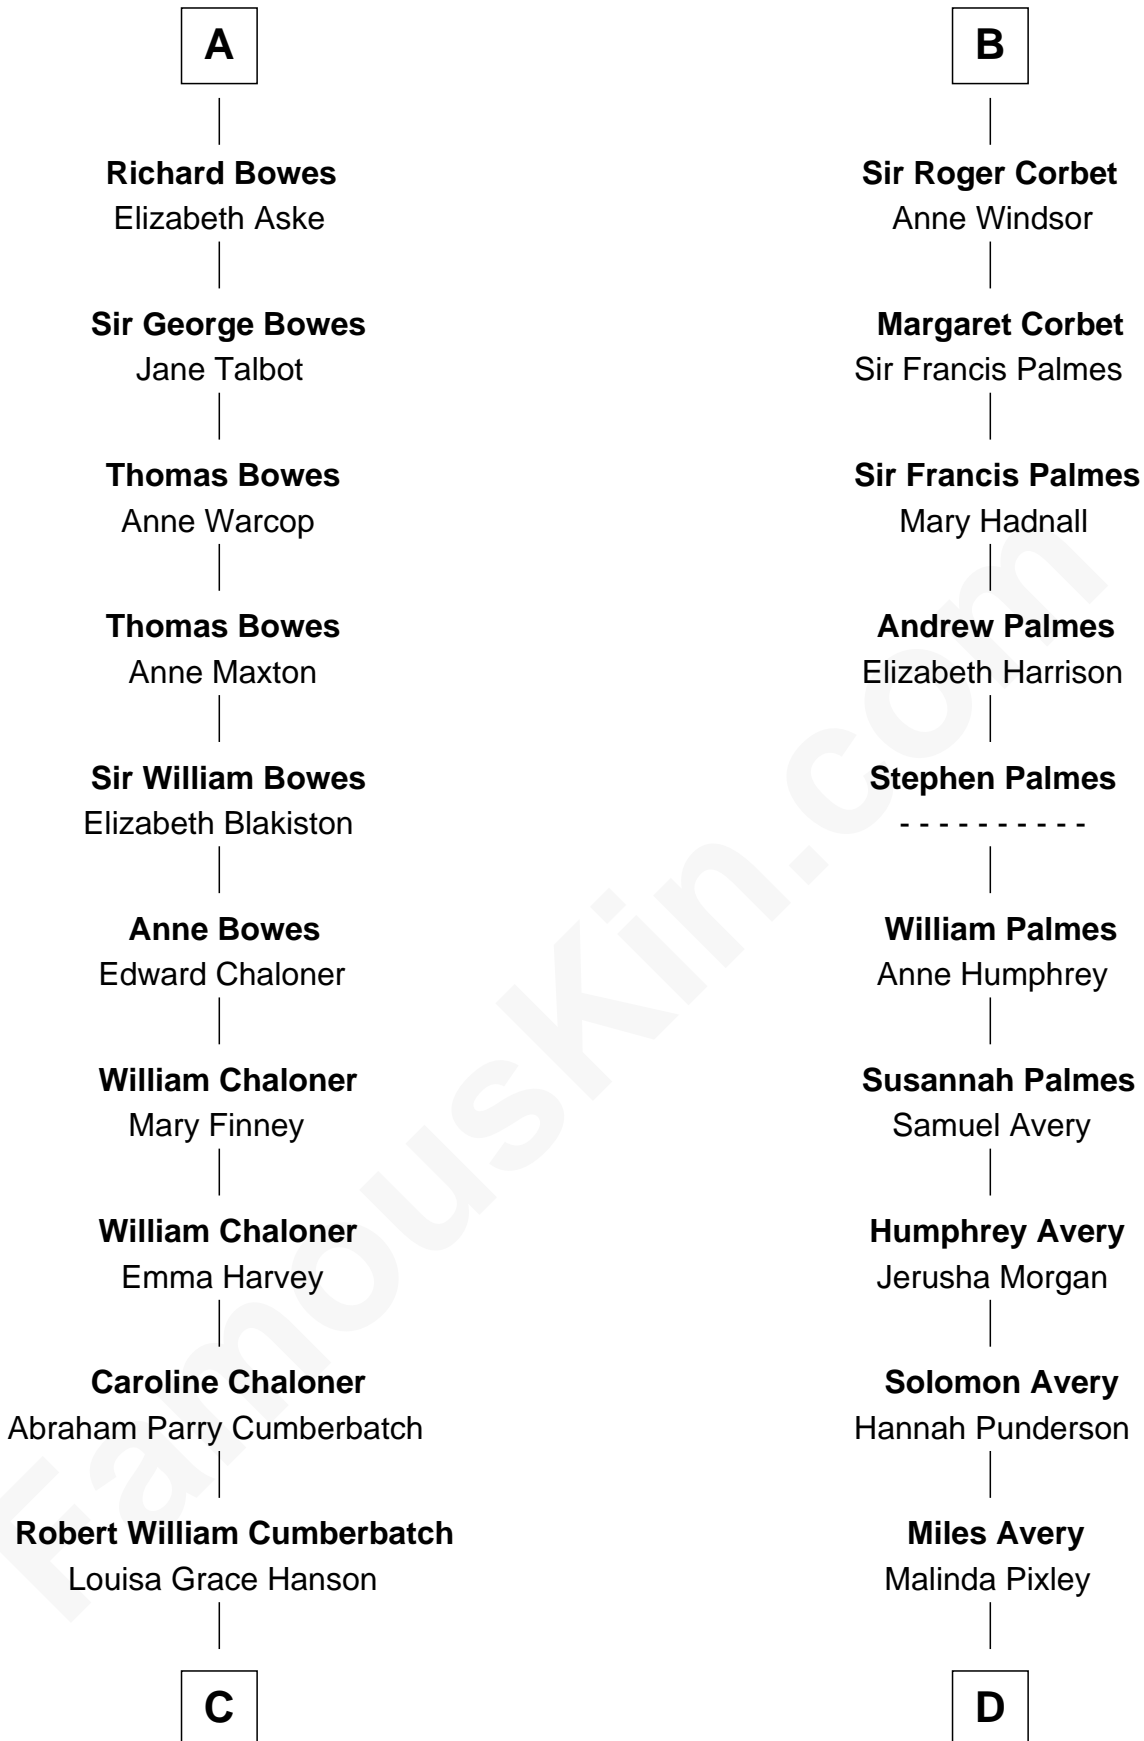 A
Richard Bowes
Elizabeth Aske
Sir George Bowes
Jane Talbot
Thomas Bowes
Anne Warcop
Thomas Bowes
Anne Maxton
Sir William Bowes
Elizabeth Blakiston
Anne Bowes
Edward Chaloner
William Chaloner
Mary Finney
William Chaloner
Emma Harvey
Caroline Chaloner
Abraham Parry Cumberbatch
Robert William Cumberbatch
Louisa Grace Hanson
C
B
Sir Roger Corbet
Anne Windsor
Margaret Corbet
Sir Francis Palmes
Sir Francis Palmes
Mary Hadnall
Andrew Palmes
Elizabeth Harrison
Stephen Palmes
- - - - - - - - - -
William Palmes
Anne Humphrey
Susannah Palmes
Samuel Avery
Humphrey Avery
Jerusha Morgan
Solomon Avery
Hannah Punderson
Miles Avery
Malinda Pixley
D
FamousKin.com